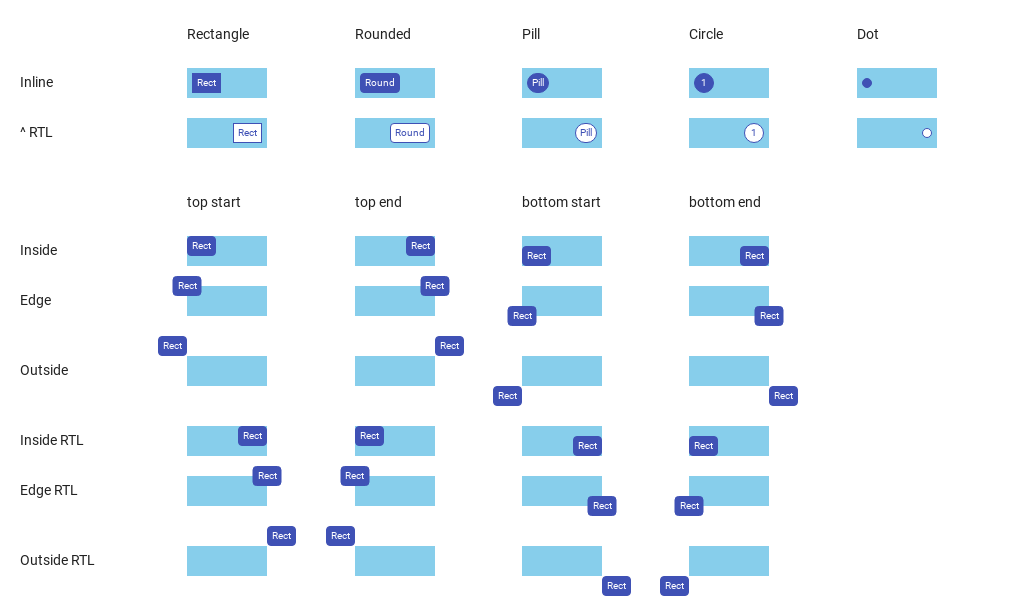 Rectangle Rounded Pill Circle Dot
Inline Rect Round Pill 1
^ RTL Rect Round Pill 1
top start top end bottom start bottom end
Inside Rect Rect Rect Rect
Edge Rect Rect Rect Rect
Outside Rect Rect Rect Rect
Inside RTL Rect Rect Rect Rect
Edge RTL Rect Rect Rect Rect
Outside RTL Rect Rect Rect Rect